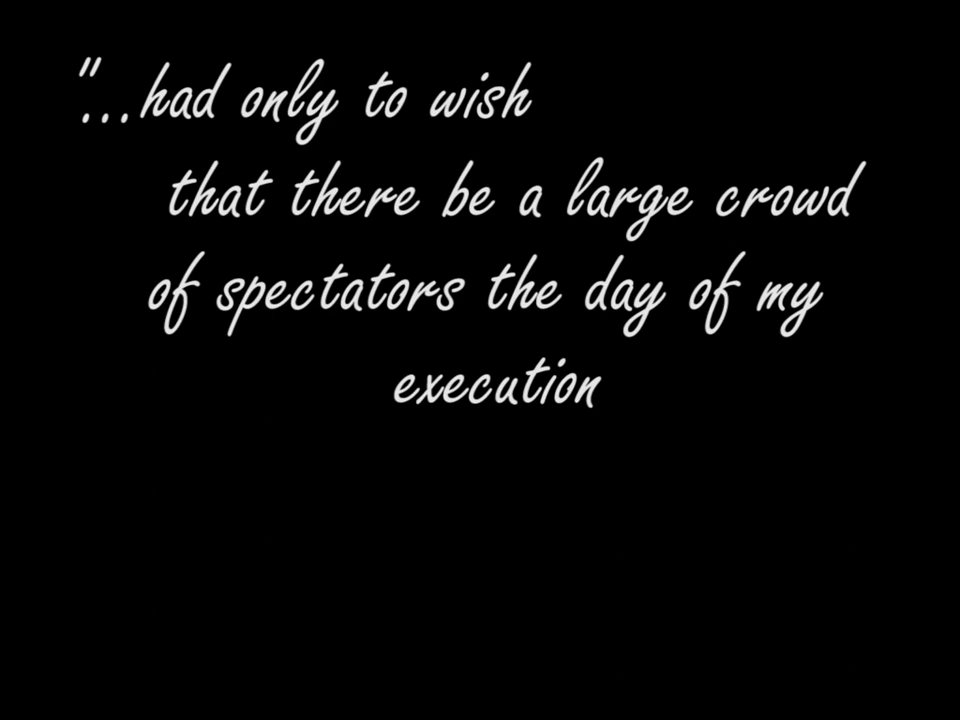 "...had only to wish
that there be a large crowd
of spectators the day of my
execution